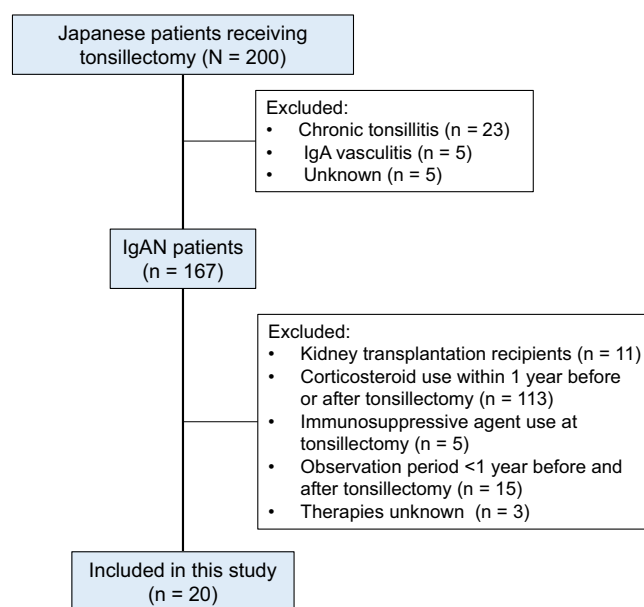 Japanese patients receiving
tonsillectomy (N = 200)
Excluded:
• Chronic tonsillitis (n = 23)
• IgA vasculitis (n = 5)
• Unknown (n = 5)
IgAN patients
(n = 167)
Excluded:
• Kidney transplantation recipients (n = 11)
• Corticosteroid use within 1 year before
or after tonsillectomy (n = 113)
• Immunosuppressive agent use at
tonsillectomy (n = 5)
• Observation period <1 year before and
after tonsillectomy (n = 15)
• Therapies unknown (n = 3)
Included in this study
(n = 20)